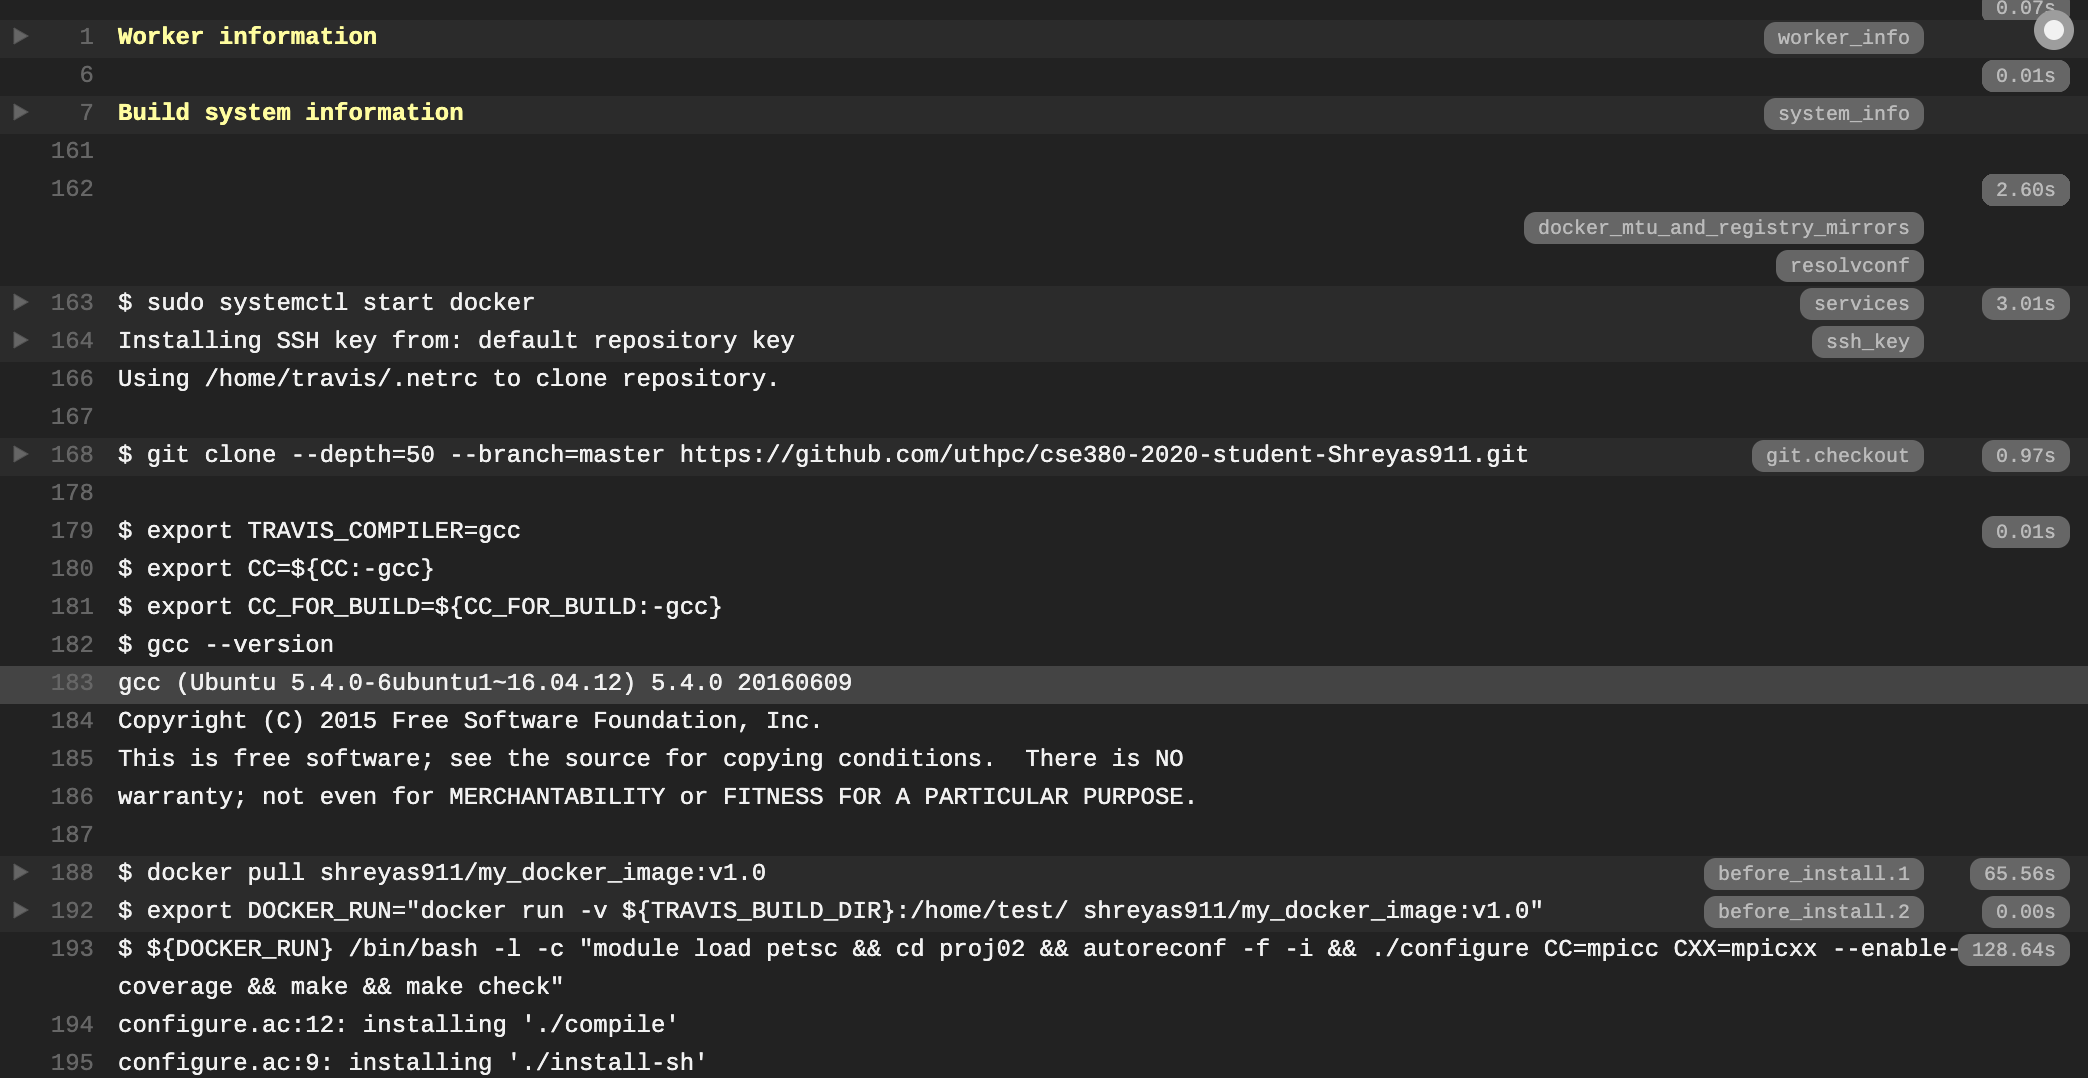 0.07s
1 Worker information worker_info
6 0.01s
7 Build system information system_info
161
162 2.60s
docker_mtu_and_registry_mirrors
resolvconf
163 $ sudo systemctl start docker services 3.01s
164 Installing SSH key from: default repository key ssh_key
166 Using /home/travis/.netrc to clone repository.
167
168 $ git clone --depth=50 --branch=master https://github.com/uthpc/cse380-2020-student-Shreyas911.git git.checkout 0.97s
178
179 $ export TRAVIS_COMPILER=gcc 0.01s
180 $ export CC=${CC:-gcc}
181 $ export CC_FOR_BUILD=${CC_FOR_BUILD:-gcc}
182 $ gcc --version
183 gcc (Ubuntu 5.4.0-6ubuntu1~16.04.12) 5.4.0 20160609
184 Copyright (C) 2015 Free Software Foundation, Inc.
185 This is free software; see the source for copying conditions.  There is NO
186 warranty; not even for MERCHANTABILITY or FITNESS FOR A PARTICULAR PURPOSE.
187
188 $ docker pull shreyas911/my_docker_image:v1.0 before_install.1 65.56s
192 $ export DOCKER_RUN="docker run -v ${TRAVIS_BUILD_DIR}:/home/test/ shreyas911/my_docker_image:v1.0" before_install.2 0.00s
193 $ ${DOCKER_RUN} /bin/bash -l -c "module load petsc && cd proj02 && autoreconf -f -i && ./configure CC=mpicc CXX=mpicxx --enable- 128.64s
coverage && make && make check"
194 configure.ac:12: installing './compile'
195 configure.ac:9: installing './install-sh'